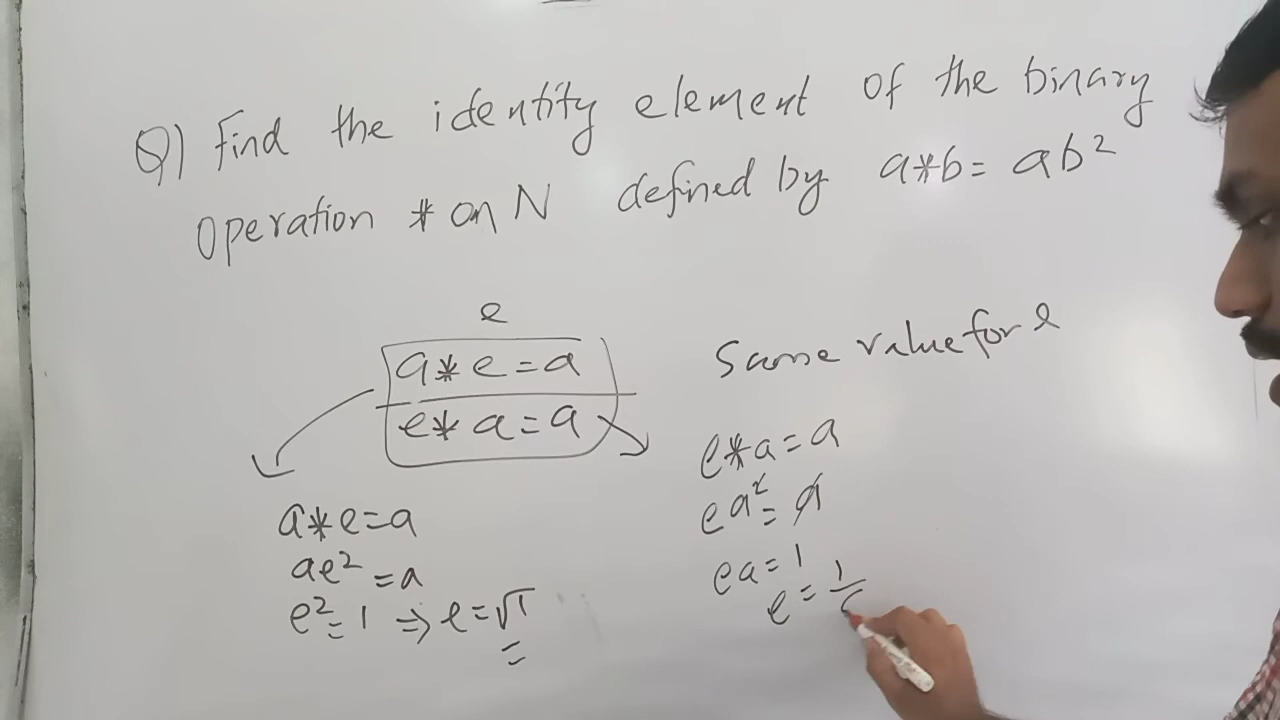 Q) Find the identity element of the binary
operation * on N defined by a*b = ab²
e
a*e=a
e*a=a
Same value for e
a*e=a
ae²=a
e²=1 ⇒ e=√1
e*a=a
ea²=a
ea=1
e=1/